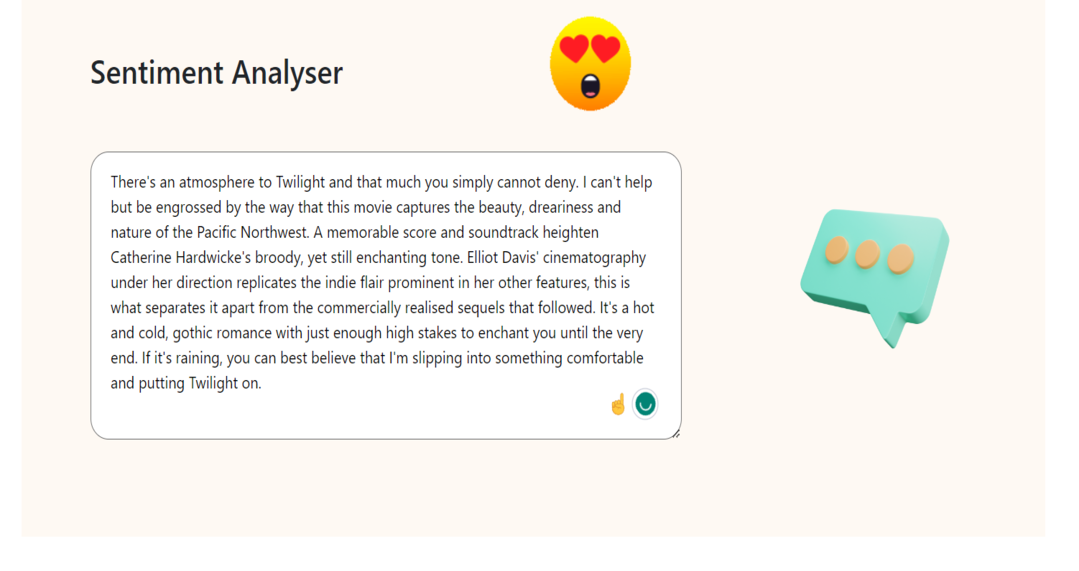 Sentiment Analyser
There's an atmosphere to Twilight and that much you simply cannot deny. I can't help
but be engrossed by the way that this movie captures the beauty, dreariness and
nature of the Pacific Northwest. A memorable score and soundtrack heighten
Catherine Hardwicke's broody, yet still enchanting tone. Elliot Davis' cinematography
under her direction replicates the indie flair prominent in her other features, this is
what separates it apart from the commercially realised sequels that followed. It's a hot
and cold, gothic romance with just enough high stakes to enchant you until the very
end. If it's raining, you can best believe that I'm slipping into something comfortable
and putting Twilight on.